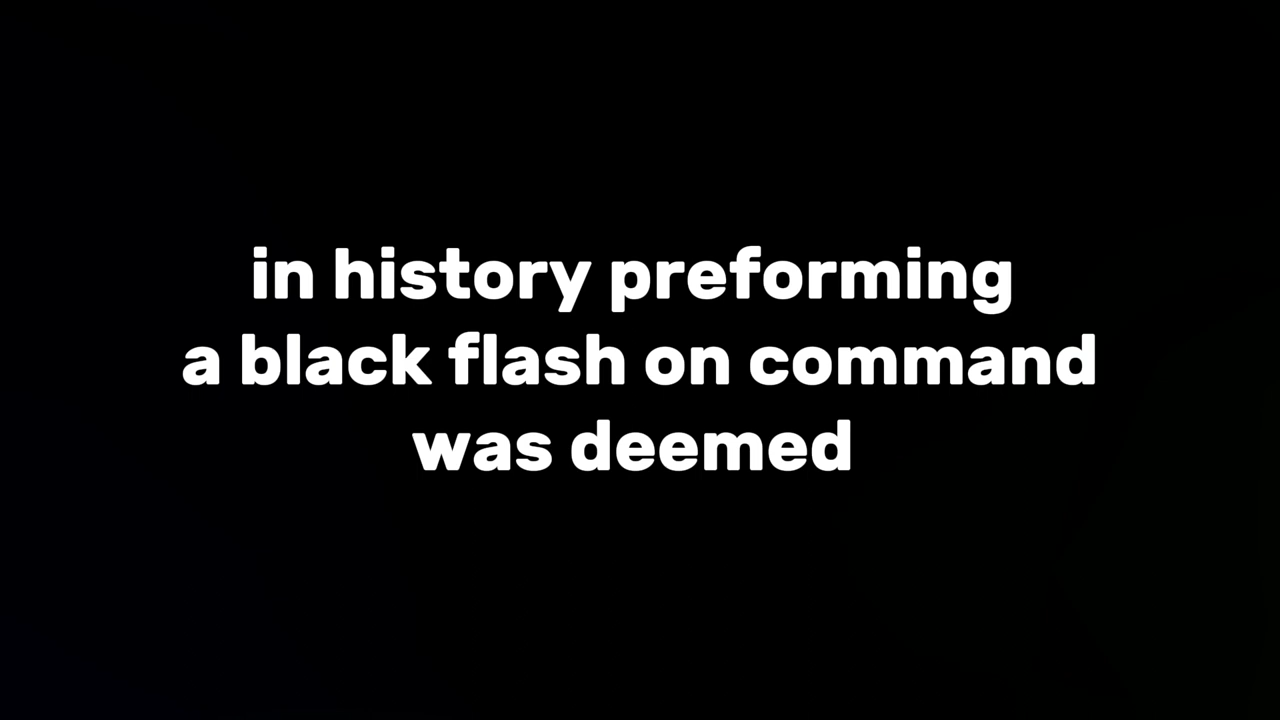 in history preforming
a black flash on command
was deemed